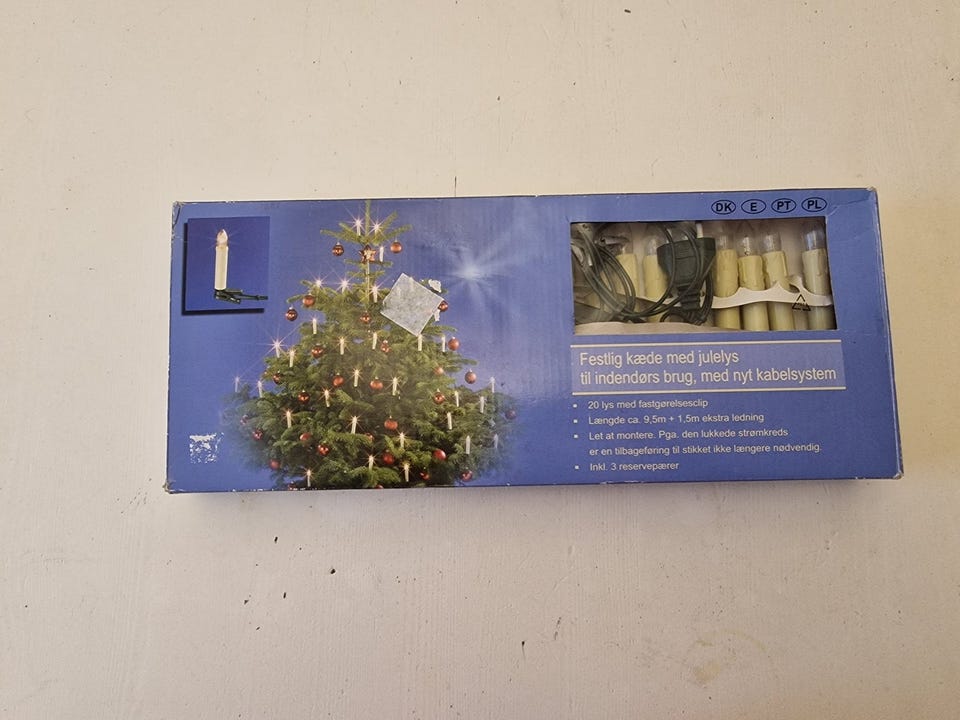 DK E PT PL
Festlig kæde med julelys
til indendørs brug, med nyt kabelsystem
20 lys med fastgørelsesclip
Længde ca. 9,5m + 1,5m ekstra ledning
Let at montere. Pga. den lukkede strømkreds
er en tilbageføring til stikket ikke længere nødvendig.
Inkl. 3 reservepærer